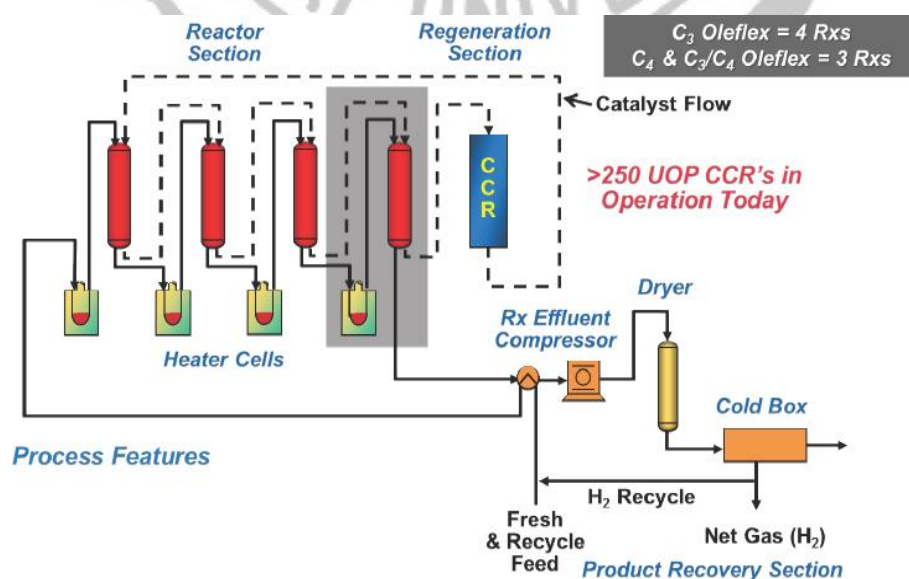 Reactor
Section
Regeneration
Section
C₃ Oleflex = 4 Rxs
C₄ & C₃/C₄ Oleflex = 3 Rxs
Catalyst Flow
C
C
R
>250 UOP CCR's in
Operation Today
Heater Cells
Rx Effluent
Compressor
Dryer
Cold Box
Process Features
H₂ Recycle
Fresh
& Recycle
Feed
Net Gas (H₂)
Product Recovery Section